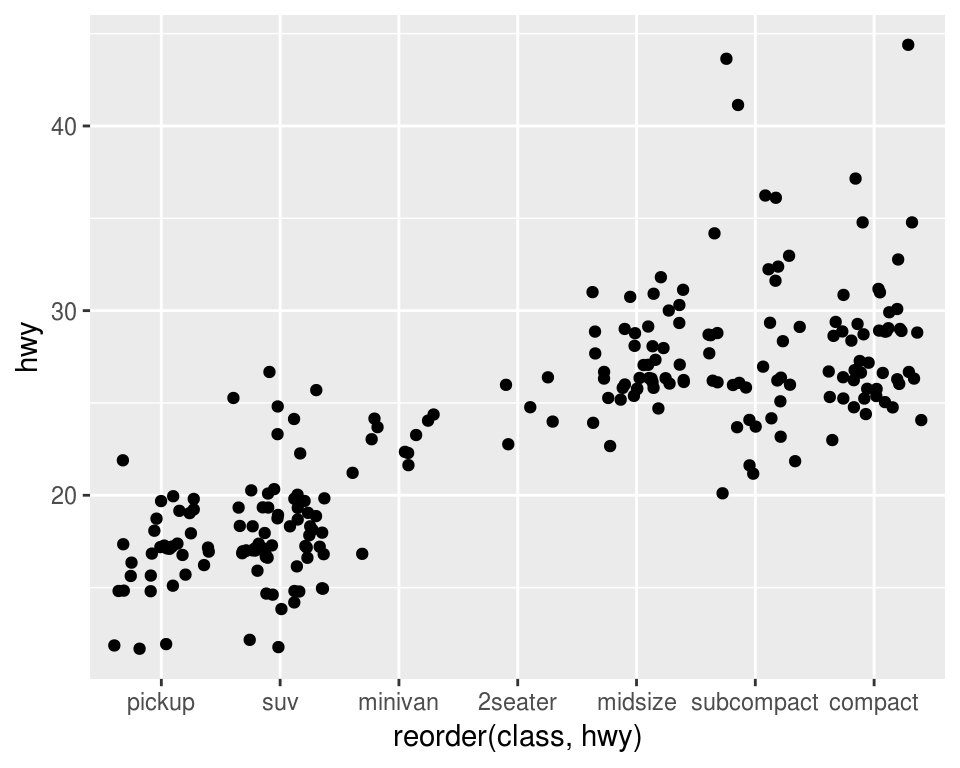 hwy
40
30
20
pickup suv minivan 2seater midsize subcompact compact
reorder(class, hwy)